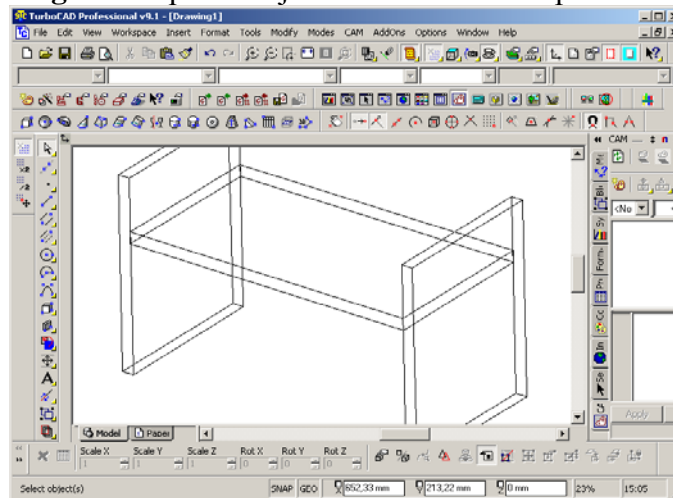 TurboCAD Professional v9.1 - [Drawing1]
File Edit View Workspace Insert Format Tools Modify Modes CAM AddOns Options Window Help
CAM
Model Paper
Scale X Scale Y Scale Z Rot X Rot Y Rot Z
1 1 1 0 0 0
Apply
Select object(s)
SNAP GEO 652,33 mm 213,22 mm 0 mm 23% 15:05